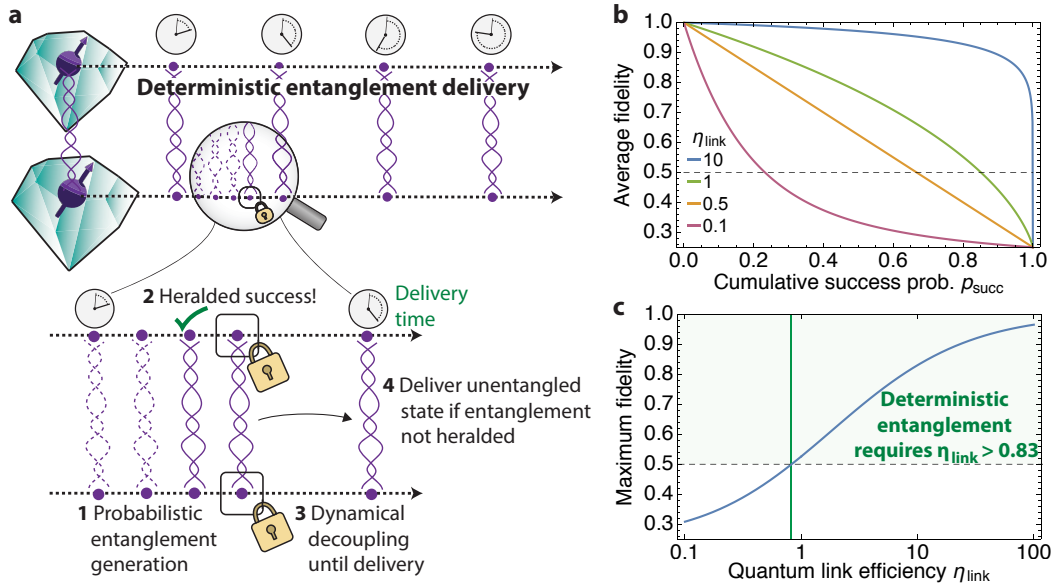 a
Deterministic entanglement delivery
2 Heralded success!
Delivery
time
4 Deliver unentangled
state if entanglement
not heralded
1 Probabilistic
entanglement
generation
3 Dynamical
decoupling
until delivery
b
Average fidelity
1.0
0.9
0.8
0.7
0.6
0.5
0.4
0.3
ηlink
10
1
0.5
0.1
0.0 0.2 0.4 0.6 0.8 1.0
Cumulative success prob. psucc
c
Maximum fidelity
1.0
0.9
0.8
0.7
0.6
0.5
0.4
0.3
Deterministic
entanglement
requires ηlink > 0.83
0.1 1 10 100
Quantum link efficiency ηlink